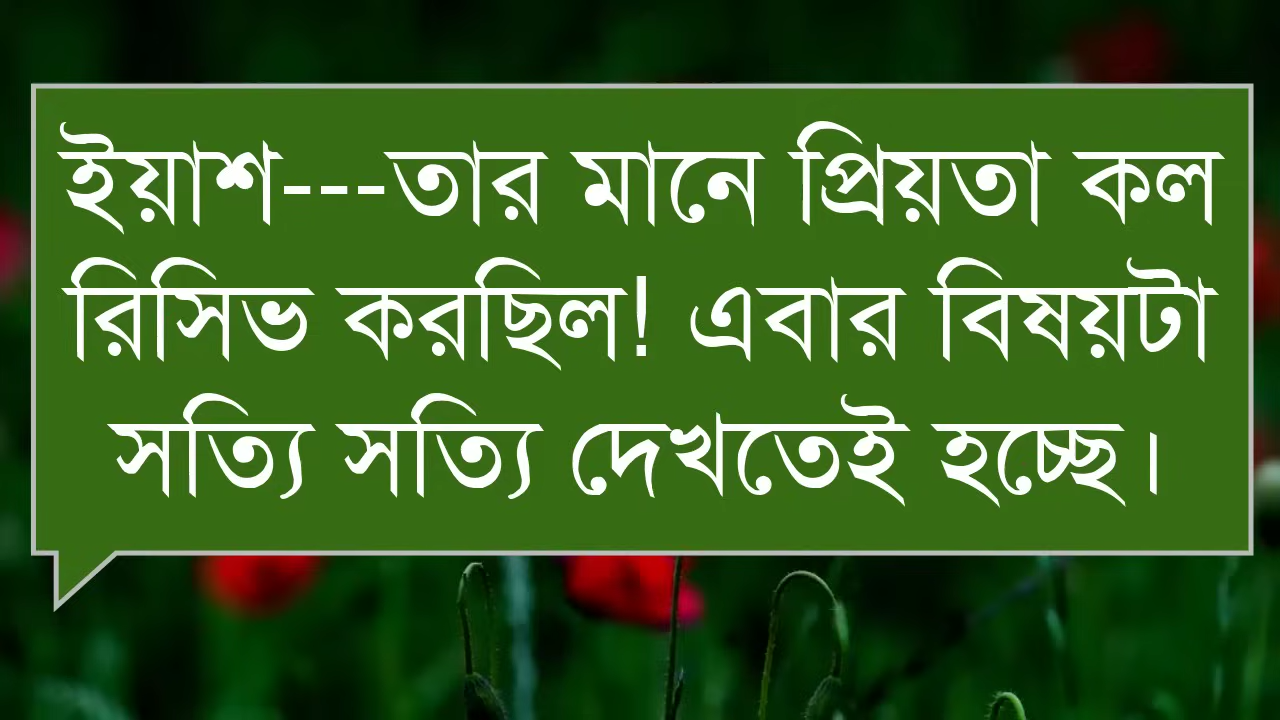 ইয়াশ---তার মানে প্রিয়তা কল
রিসিভ করছিল! এবার বিষয়টা
সত্যি সত্যি দেখতেই হচ্ছে।